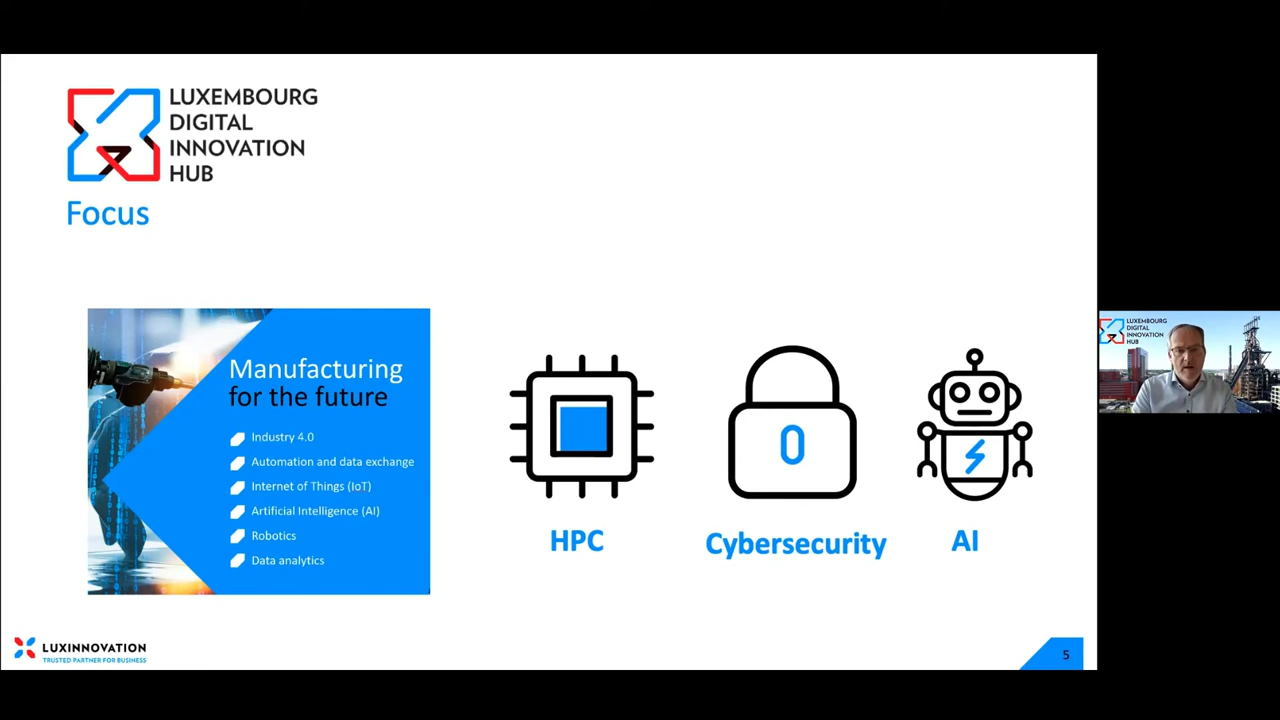 LUXEMBOURG
DIGITAL
INNOVATION
HUB
Focus
Manufacturing
for the future
Industry 4.0
Automation and data exchange
Internet of Things (IoT)
Artificial Intelligence (AI)
Robotics
Data analytics
HPC
Cybersecurity
AI
LUXINNOVATION
TRUSTED PARTNER FOR BUSINESS
5
LUXEMBOURG
DIGITAL
INNOVATION
HUB